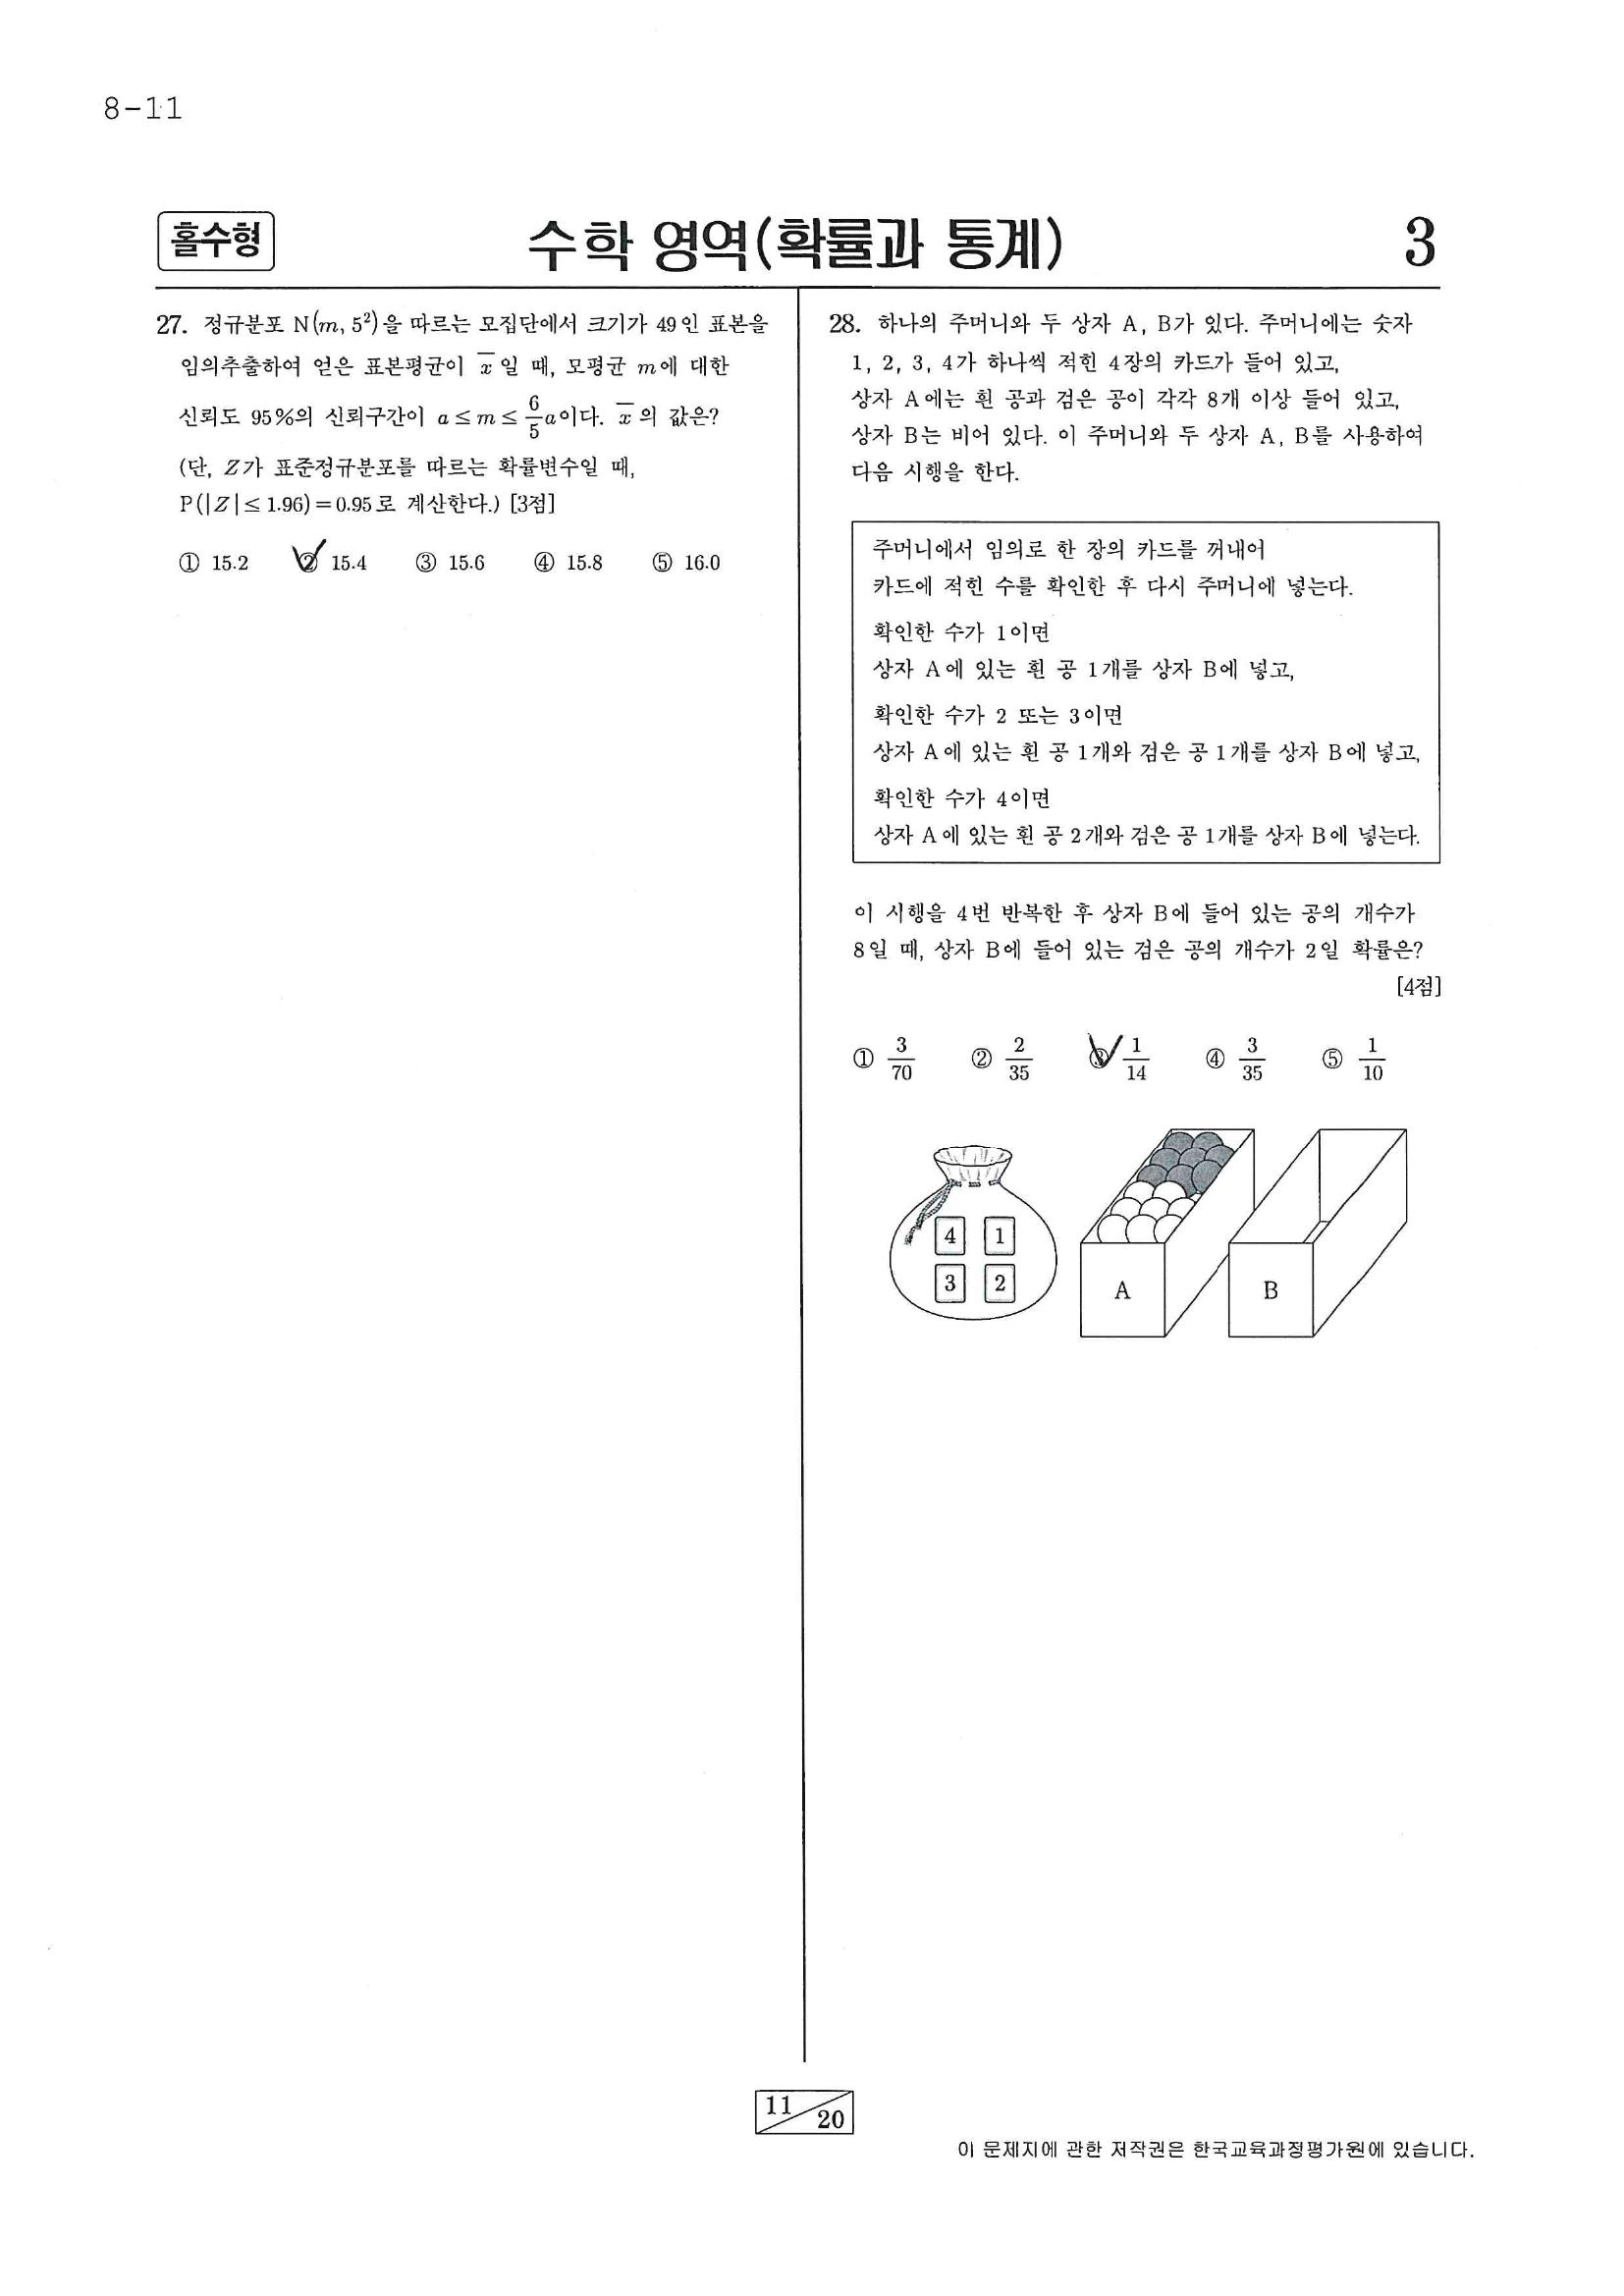 8-11
홀수형
수학 영역(확률과 통계)
3
27. 정규분포 N(m, 5²)을 따르는 모집단에서 크기가 49인 표본을
임의추출하여 얻은 표본평균이 x̄일 때, 모평균 m에 대한
신뢰도 95%의 신뢰구간이 a ≤ m ≤ 6/5 a이다. x̄의 값은?
(단, Z가 표준정규분포를 따르는 확률변수일 때,
P(|Z| ≤ 1.96) = 0.95로 계산한다.) [3점]
① 15.2 ② 15.4 ③ 15.6 ④ 15.8 ⑤ 16.0
28. 하나의 주머니와 두 상자 A, B가 있다. 주머니에는 숫자
1, 2, 3, 4가 하나씩 적힌 4장의 카드가 들어 있고,
상자 A에는 흰 공과 검은 공이 각각 8개 이상 들어 있고,
상자 B는 비어 있다. 이 주머니와 두 상자 A, B를 사용하여
다음 시행을 한다.
주머니에서 임의로 한 장의 카드를 꺼내어
카드에 적힌 수를 확인한 후 다시 주머니에 넣는다.
확인한 수가 1이면
상자 A에 있는 흰 공 1개를 상자 B에 넣고,
확인한 수가 2 또는 3이면
상자 A에 있는 흰 공 1개와 검은 공 1개를 상자 B에 넣고,
확인한 수가 4이면
상자 A에 있는 흰 공 2개와 검은 공 1개를 상자 B에 넣는다.
이 시행을 4번 반복한 후 상자 B에 들어 있는 공의 개수가
8일 때, 상자 B에 들어 있는 검은 공의 개수가 2일 확률은?
[4점]
① 3/70 ② 2/35 ③ 1/14 ④ 3/35 ⑤ 1/10
4 1
3 2
A
B
11
20
이 문제지에 관한 저작권은 한국교육과정평가원에 있습니다.